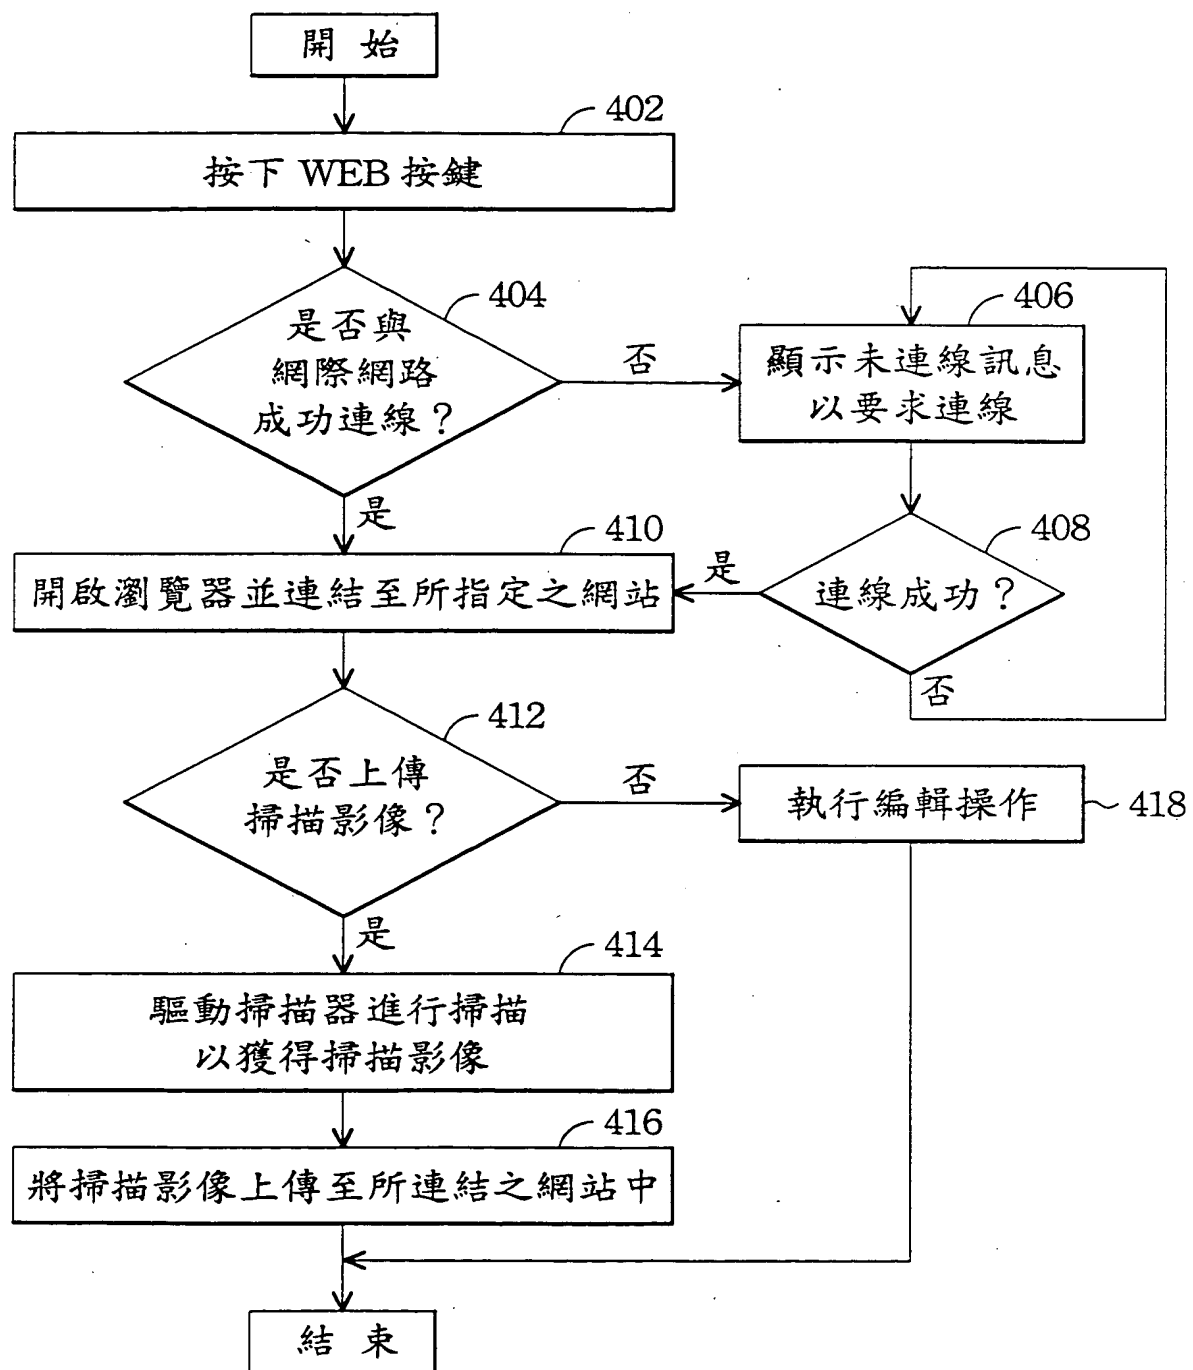 開 始
402
按下 WEB 按鍵
404
是否與
網際網路
成功連線？
否
406
顯示未連線訊息
以要求連線
是
410
開啟瀏覽器並連結至所指定之網站
是
408
連線成功？
否
412
是否上傳
掃描影像？
否
執行編輯操作
418
是
414
驅動掃描器進行掃描
以獲得掃描影像
416
將掃描影像上傳至所連結之網站中
結 束